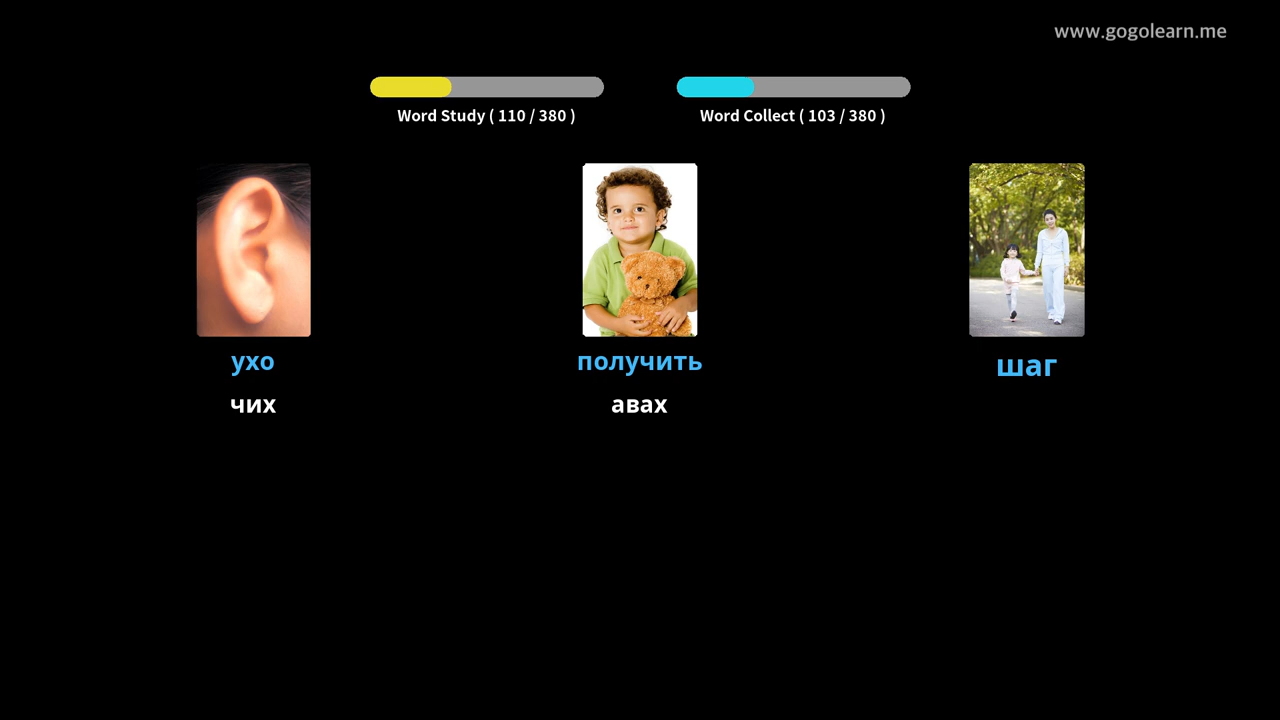 www.gogolearn.me
Word Study ( 110 / 380 )
Word Collect ( 103 / 380 )
ухо
получить
шаг
чих
авах